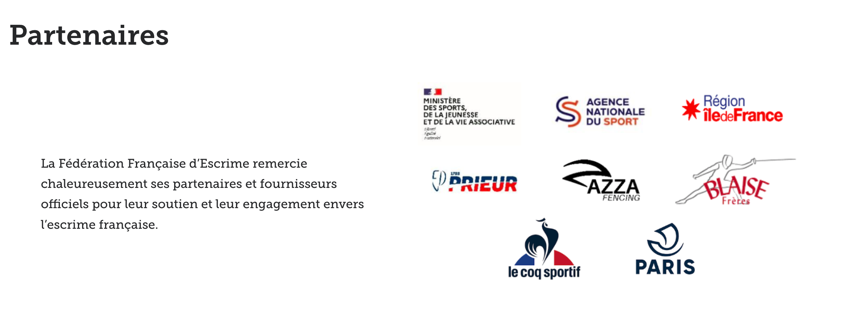 Partenaires
La Fédération Française d’Escrime remercie
chaleureusement ses partenaires et fournisseurs
officiels pour leur soutien et leur engagement envers
l’escrime française.
MINISTÈRE
DES SPORTS,
DE LA JEUNESSE
ET DE LA VIE ASSOCIATIVE
Liberté
Égalité
Fraternité
AGENCE
NATIONALE
DU SPORT
Région
îledeFrance
PRIEUR
AZZA
FENCING
BLAISE
Frères
le coq sportif
PARIS